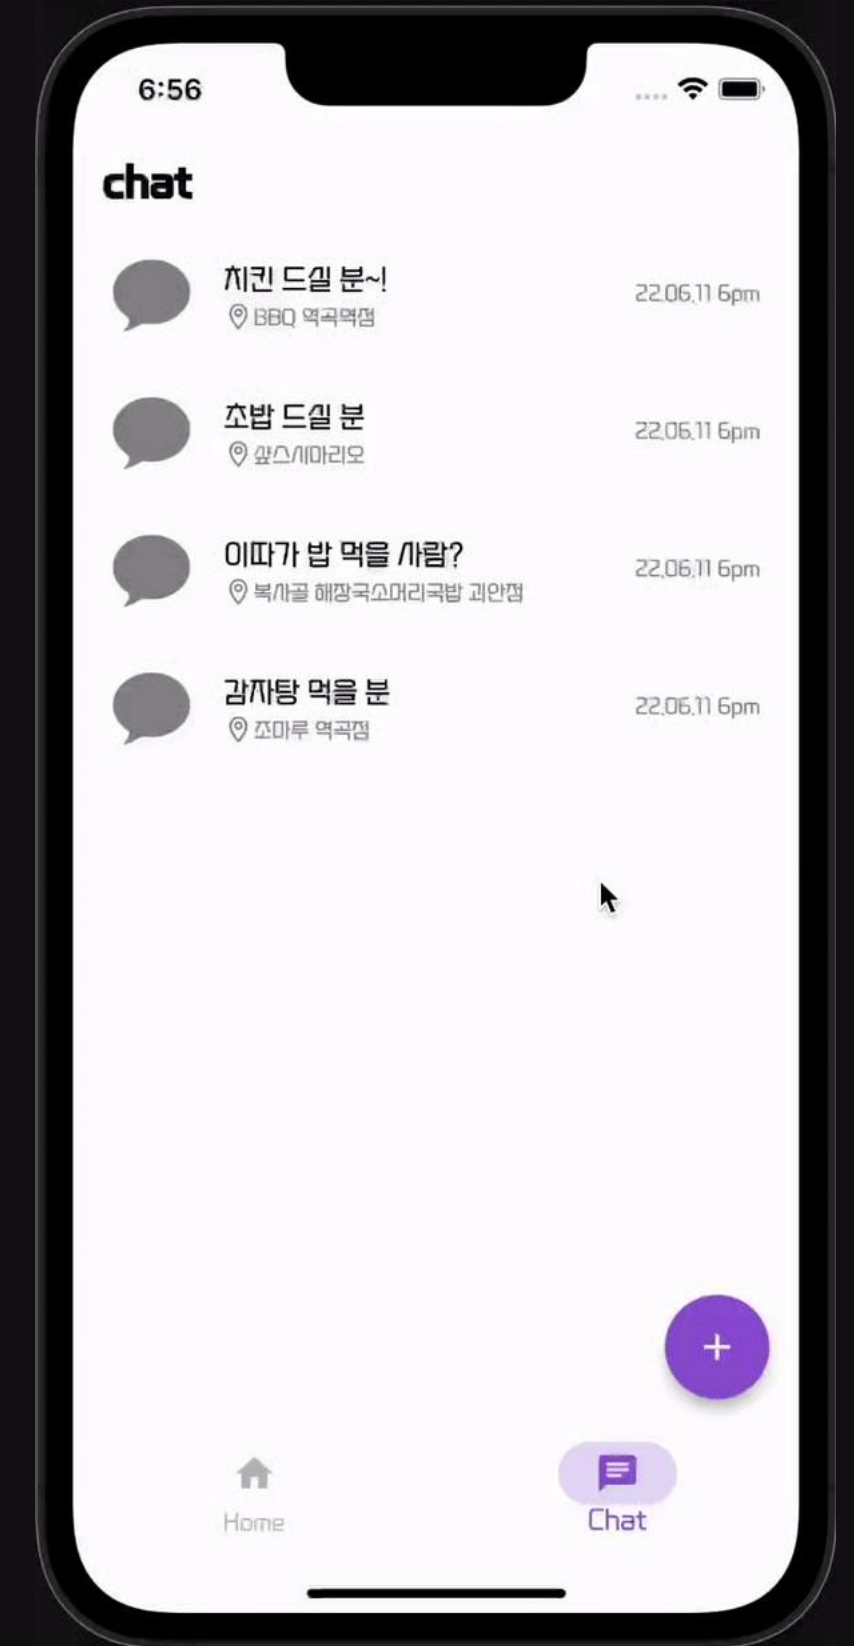 6:56
chat
치킨 드실 분~!
BBQ 역곡역점
22.06.11 6pm
초밥 드실 분
스시마리오
22.06.11 6pm
이따가 밥 먹을 사람?
복사골 해장국소머리국밥 괴안점
22.06.11 6pm
감자탕 먹을 분
조마루 역곡점
22.06.11 6pm
Home
Chat